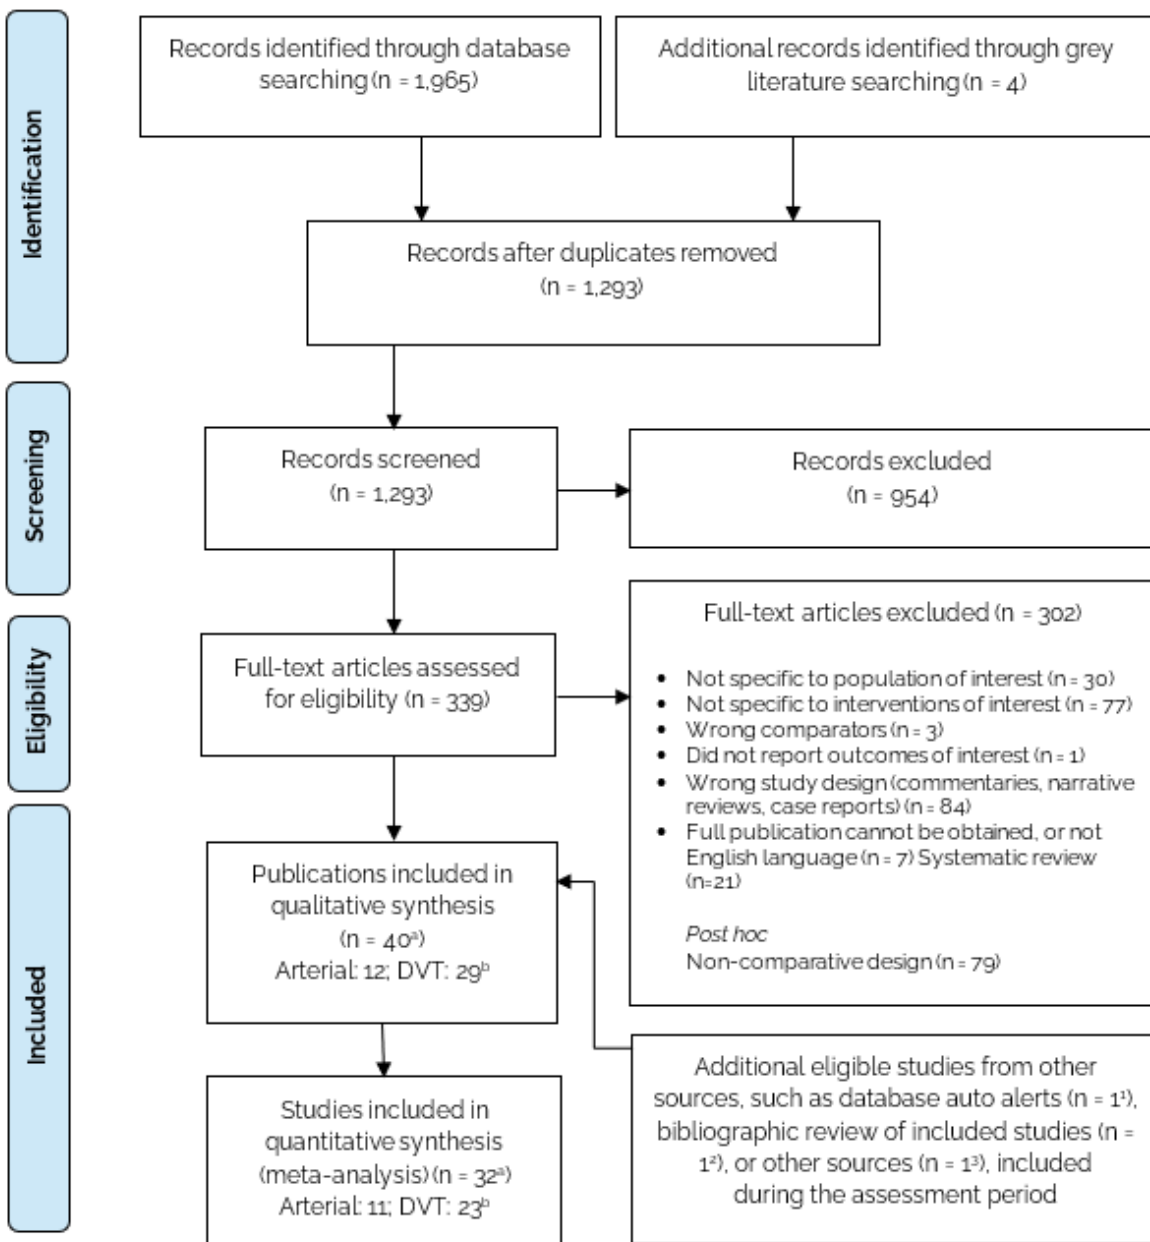 Identification
Records identified through database
searching (n = 1,965)
Additional records identified through grey
literature searching (n = 4)
Records after duplicates removed
(n = 1,293)
Screening
Records screened
(n = 1,293)
Records excluded
(n = 954)
Eligibility
Full-text articles assessed
for eligibility (n = 339)
Full-text articles excluded (n = 302)
• Not specific to population of interest (n = 30)
• Not specific to interventions of interest (n = 77)
• Wrong comparators (n = 3)
• Did not report outcomes of interest (n = 1)
• Wrong study design (commentaries, narrative
reviews, case reports) (n = 84)
• Full publication cannot be obtained, or not
English language (n = 7) Systematic review
(n=21)
Post hoc
Non-comparative design (n = 79)
Included
Publications included in
qualitative synthesis
(n = 40ᵃ)
Arterial: 12; DVT: 29ᵇ
Additional eligible studies from other
sources, such as database auto alerts (n = 1¹),
bibliographic review of included studies (n =
1²), or other sources (n = 1³), included
during the assessment period
Studies included in
quantitative synthesis
(meta-analysis) (n = 32ᵃ)
Arterial: 11; DVT: 23ᵇ